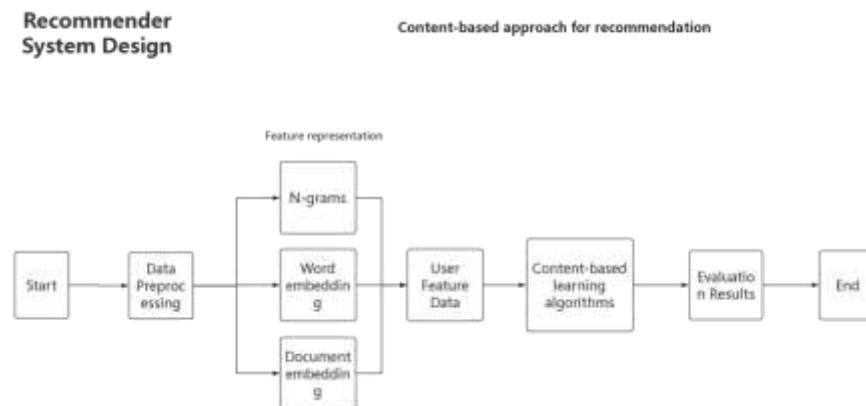 Recommender
System Design
Content-based approach for recommendation
Feature representation
N-grams
Start
Data
Preproc
essing
Word
embeddin
g
User
Feature
Data
Content-based
learning
algorithms
Evaluatio
n Results
End
Document
embeddin
g